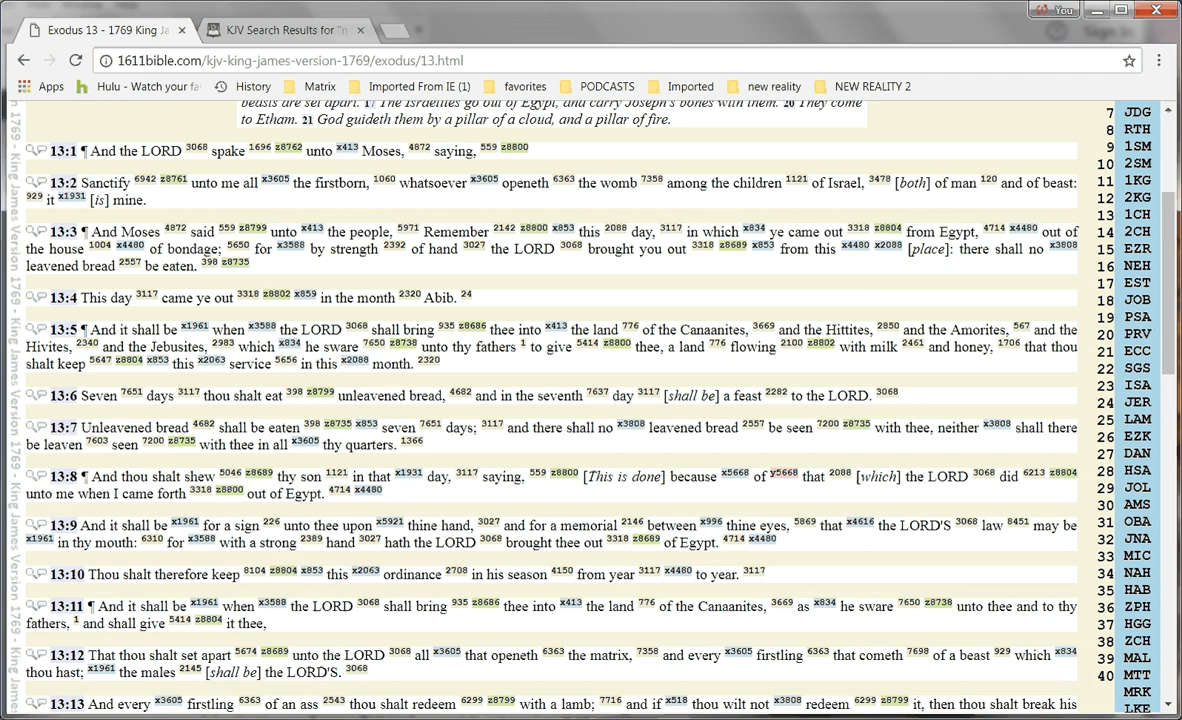 You
Exodus 13 - 1769 King Ja
KJV Search Results for "m
1611bible.com/kjv-king-james-version-1769/exodus/13.html
Apps Hulu - Watch your fa History Matrix Imported From IE (1) favorites PODCASTS Imported new reality NEW REALITY 2
beasts are set apart. 17 The Israelites go out of Egypt, and carry Joseph's bones with them. 20 They come
to Etham. 21 God guideth them by a pillar of a cloud, and a pillar of fire.
13:1 ¶ And the LORD 3068 spake 1696 z8762 unto x413 Moses, 4872 saying, 559 z8800
13:2 Sanctify 6942 z8761 unto me all x3605 the firstborn, 1060 whatsoever x3605 openeth 6363 the womb 7358 among the children 1121 of Israel, 3478 [both] of man 120 and of beast:
929 it x1931 [is] mine.
13:3 ¶ And Moses 4872 said 559 z8799 unto x413 the people, 5971 Remember 2142 z8800 x853 this 2088 day, 3117 in which x834 ye came out 3318 z8804 from Egypt, 4714 x4480 out of
the house 1004 x4480 of bondage; 5650 for x3588 by strength 2392 of hand 3027 the LORD 3068 brought you out 3318 z8689 x853 from this x4480 x2088 [place]: there shall no x3808
leavened bread 2557 be eaten. 398 z8735
13:4 This day 3117 came ye out 3318 z8802 x859 in the month 2320 Abib. 24
13:5 ¶ And it shall be x1961 when x3588 the LORD 3068 shall bring 935 z8686 thee into x413 the land 776 of the Canaanites, 3669 and the Hittites, 2850 and the Amorites, 567 and the
Hivites, 2340 and the Jebusites, 2983 which x834 he sware 7650 z8738 unto thy fathers 1 to give 5414 z8800 thee, a land 776 flowing 2100 z8802 with milk 2461 and honey, 1706 that thou
shalt keep 5647 z8804 x853 this x2063 service 5656 in this x2088 month. 2320
13:6 Seven 7651 days 3117 thou shalt eat 398 z8799 unleavened bread, 4682 and in the seventh 7637 day 3117 [shall be] a feast 2282 to the LORD. 3068
13:7 Unleavened bread 4682 shall be eaten 398 z8735 x853 seven 7651 days; 3117 and there shall no x3808 leavened bread 2557 be seen 7200 z8735 with thee, neither x3808 shall there
be leaven 7603 seen 7200 z8735 with thee in all x3605 thy quarters. 1366
13:8 ¶ And thou shalt shew 5046 z8689 thy son 1121 in that x1931 day, 3117 saying, 559 z8800 [This is done] because x5668 of y5668 that 2088 [which] the LORD 3068 did 6213 z8804
unto me when I came forth 3318 z8800 out of Egypt. 4714 x4480
13:9 And it shall be x1961 for a sign 226 unto thee upon x5921 thine hand, 3027 and for a memorial 2146 between x996 thine eyes, 5869 that x4616 the LORD'S 3068 law 8451 may be
x1961 in thy mouth: 6310 for x3588 with a strong 2389 hand 3027 hath the LORD 3068 brought thee out 3318 z8689 of Egypt. 4714 x4480
13:10 Thou shalt therefore keep 8104 z8804 x853 this x2063 ordinance 2708 in his season 4150 from year 3117 x4480 to year. 3117
13:11 ¶ And it shall be x1961 when x3588 the LORD 3068 shall bring 935 z8686 thee into x413 the land 776 of the Canaanites, 3669 as x834 he sware 7650 z8738 unto thee and to thy
fathers, 1 and shall give 5414 z8804 it thee,
13:12 That thou shalt set apart 5674 z8689 unto the LORD 3068 all x3605 that openeth 6363 the matrix, 7358 and every x3605 firstling 6363 that cometh 7698 of a beast 929 which x834
thou hast; x1961 the males 2145 [shall be] the LORD'S. 3068
13:13 And every x3605 firstling 6363 of an ass 2543 thou shalt redeem 6299 z8799 with a lamb; 7716 and if x518 thou wilt not x3808 redeem 6299 z8799 it, then thou shalt break his
7 JDG
8 RTH
9 1SM
10 2SM
11 1KG
12 2KG
13 1CH
14 2CH
15 EZR
16 NEH
17 EST
18 JOB
19 PSA
20 PRV
21 ECC
22 SGS
23 ISA
24 JER
25 LAM
26 EZK
27 DAN
28 HSA
29 JOL
30 AMS
31 OBA
32 JNA
33 MIC
34 NAH
35 HAB
36 ZPH
37 HGG
38 ZCH
39 MAL
40 MTT
MRK
LKE
1769 - King James Version 1769 - King James Version 1769 - King James Version 1769 - King James